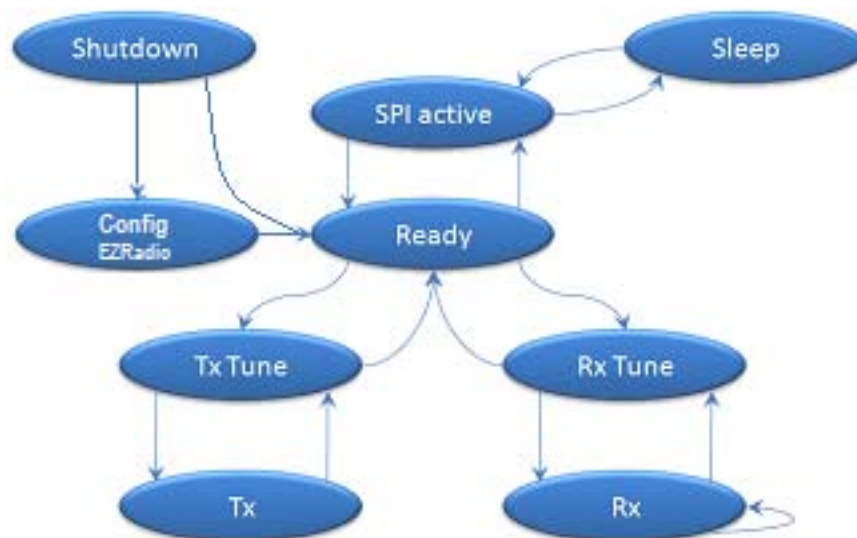 Shutdown
Sleep
SPI active
Config
EZRadio
Ready
Tx Tune
Rx Tune
Tx
Rx